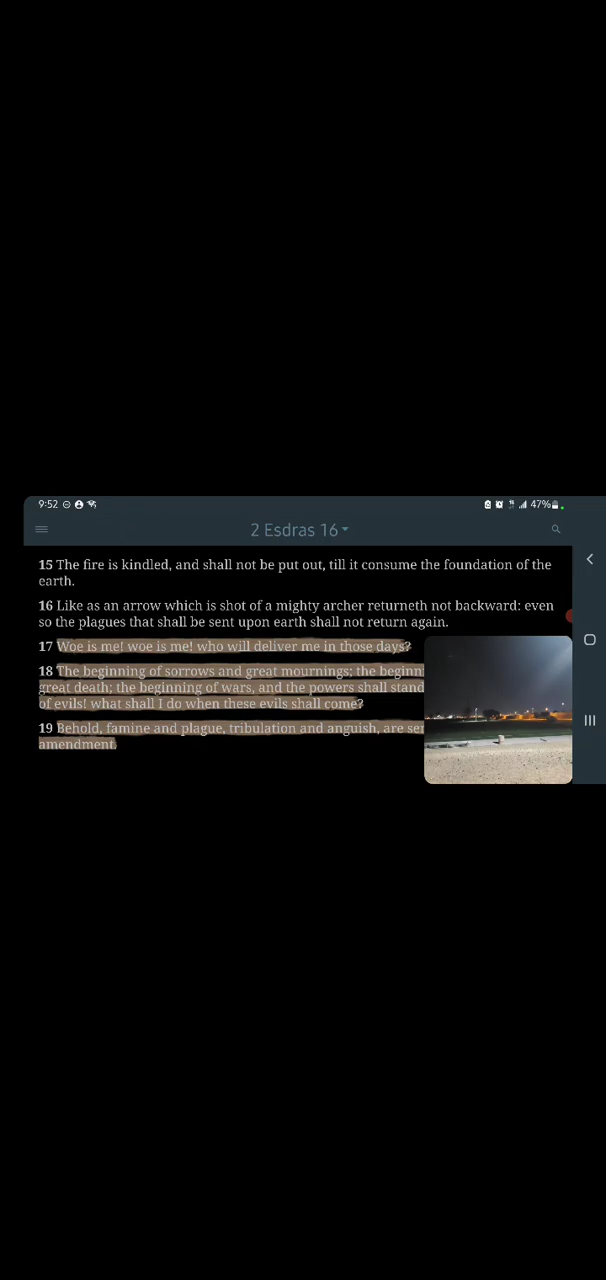 9:52 47%
2 Esdras 16
15 The fire is kindled, and shall not be put out, till it consume the foundation of the
earth.
16 Like as an arrow which is shot of a mighty archer returneth not backward: even
so the plagues that shall be sent upon earth shall not return again.
17 Woe is me! woe is me! who will deliver me in those days?
18 The beginning of sorrows and great mournings; the beginn
great death; the beginning of wars, and the powers shall stand
of evils! what shall I do when these evils shall come?
19 Behold, famine and plague, tribulation and anguish, are se
amendment.